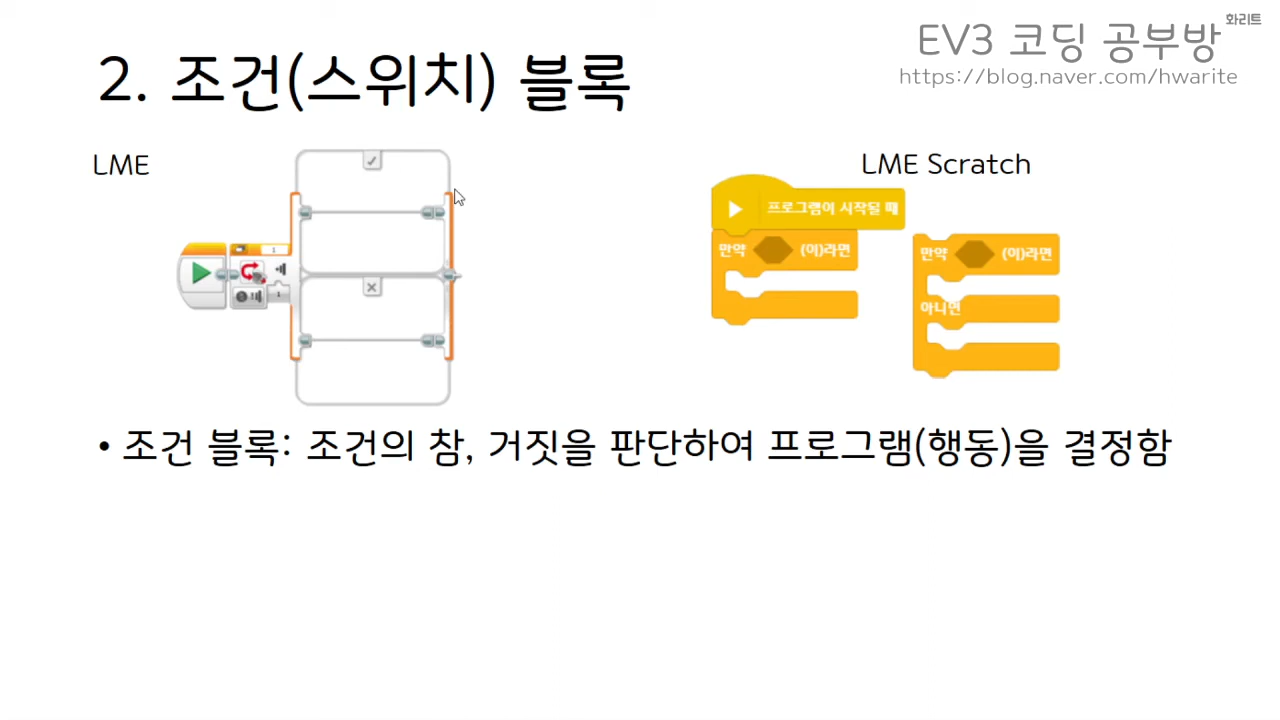 화리트
EV3 코딩 공부방
https://blog.naver.com/hwarite
2. 조건(스위치) 블록
LME
1
1
LME Scratch
프로그램이 시작될 때
만약 (이)라면
만약 (이)라면
아니면
• 조건 블록: 조건의 참, 거짓을 판단하여 프로그램(행동)을 결정함